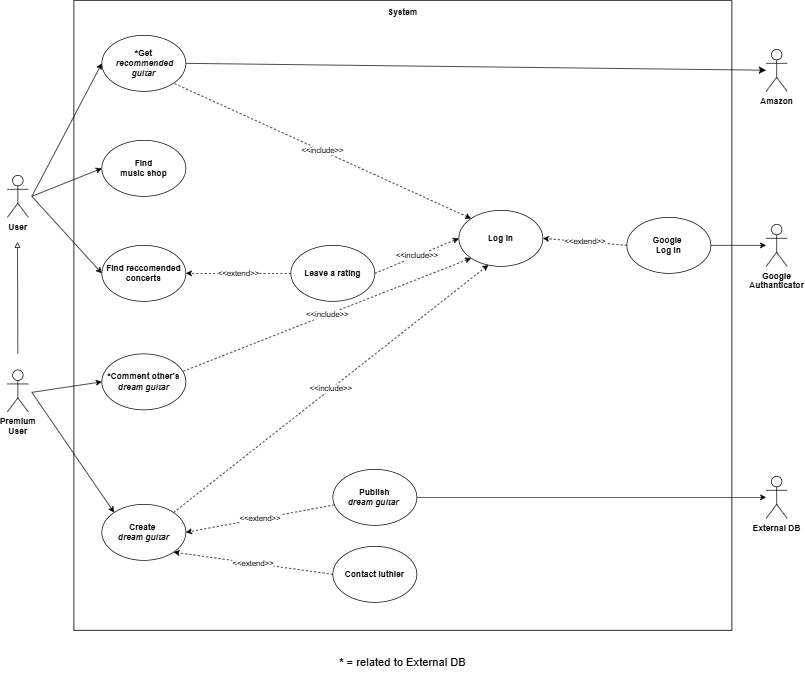 System
*Get
recommended
guitar
Amazon
<<include>>
Find
music shop
User
Log in
<<extend>>
Google
Log In
<<include>>
Find reccomended
concerts
<<extend>>
Leave a rating
Google
Authanticator
<<include>>
*Comment other's
dream guitar
<<include>>
Premium
User
Publish
dream guitar
<<extend>>
Create
dream guitar
External DB
<<extend>>
Contact luthier
* = related to External DB